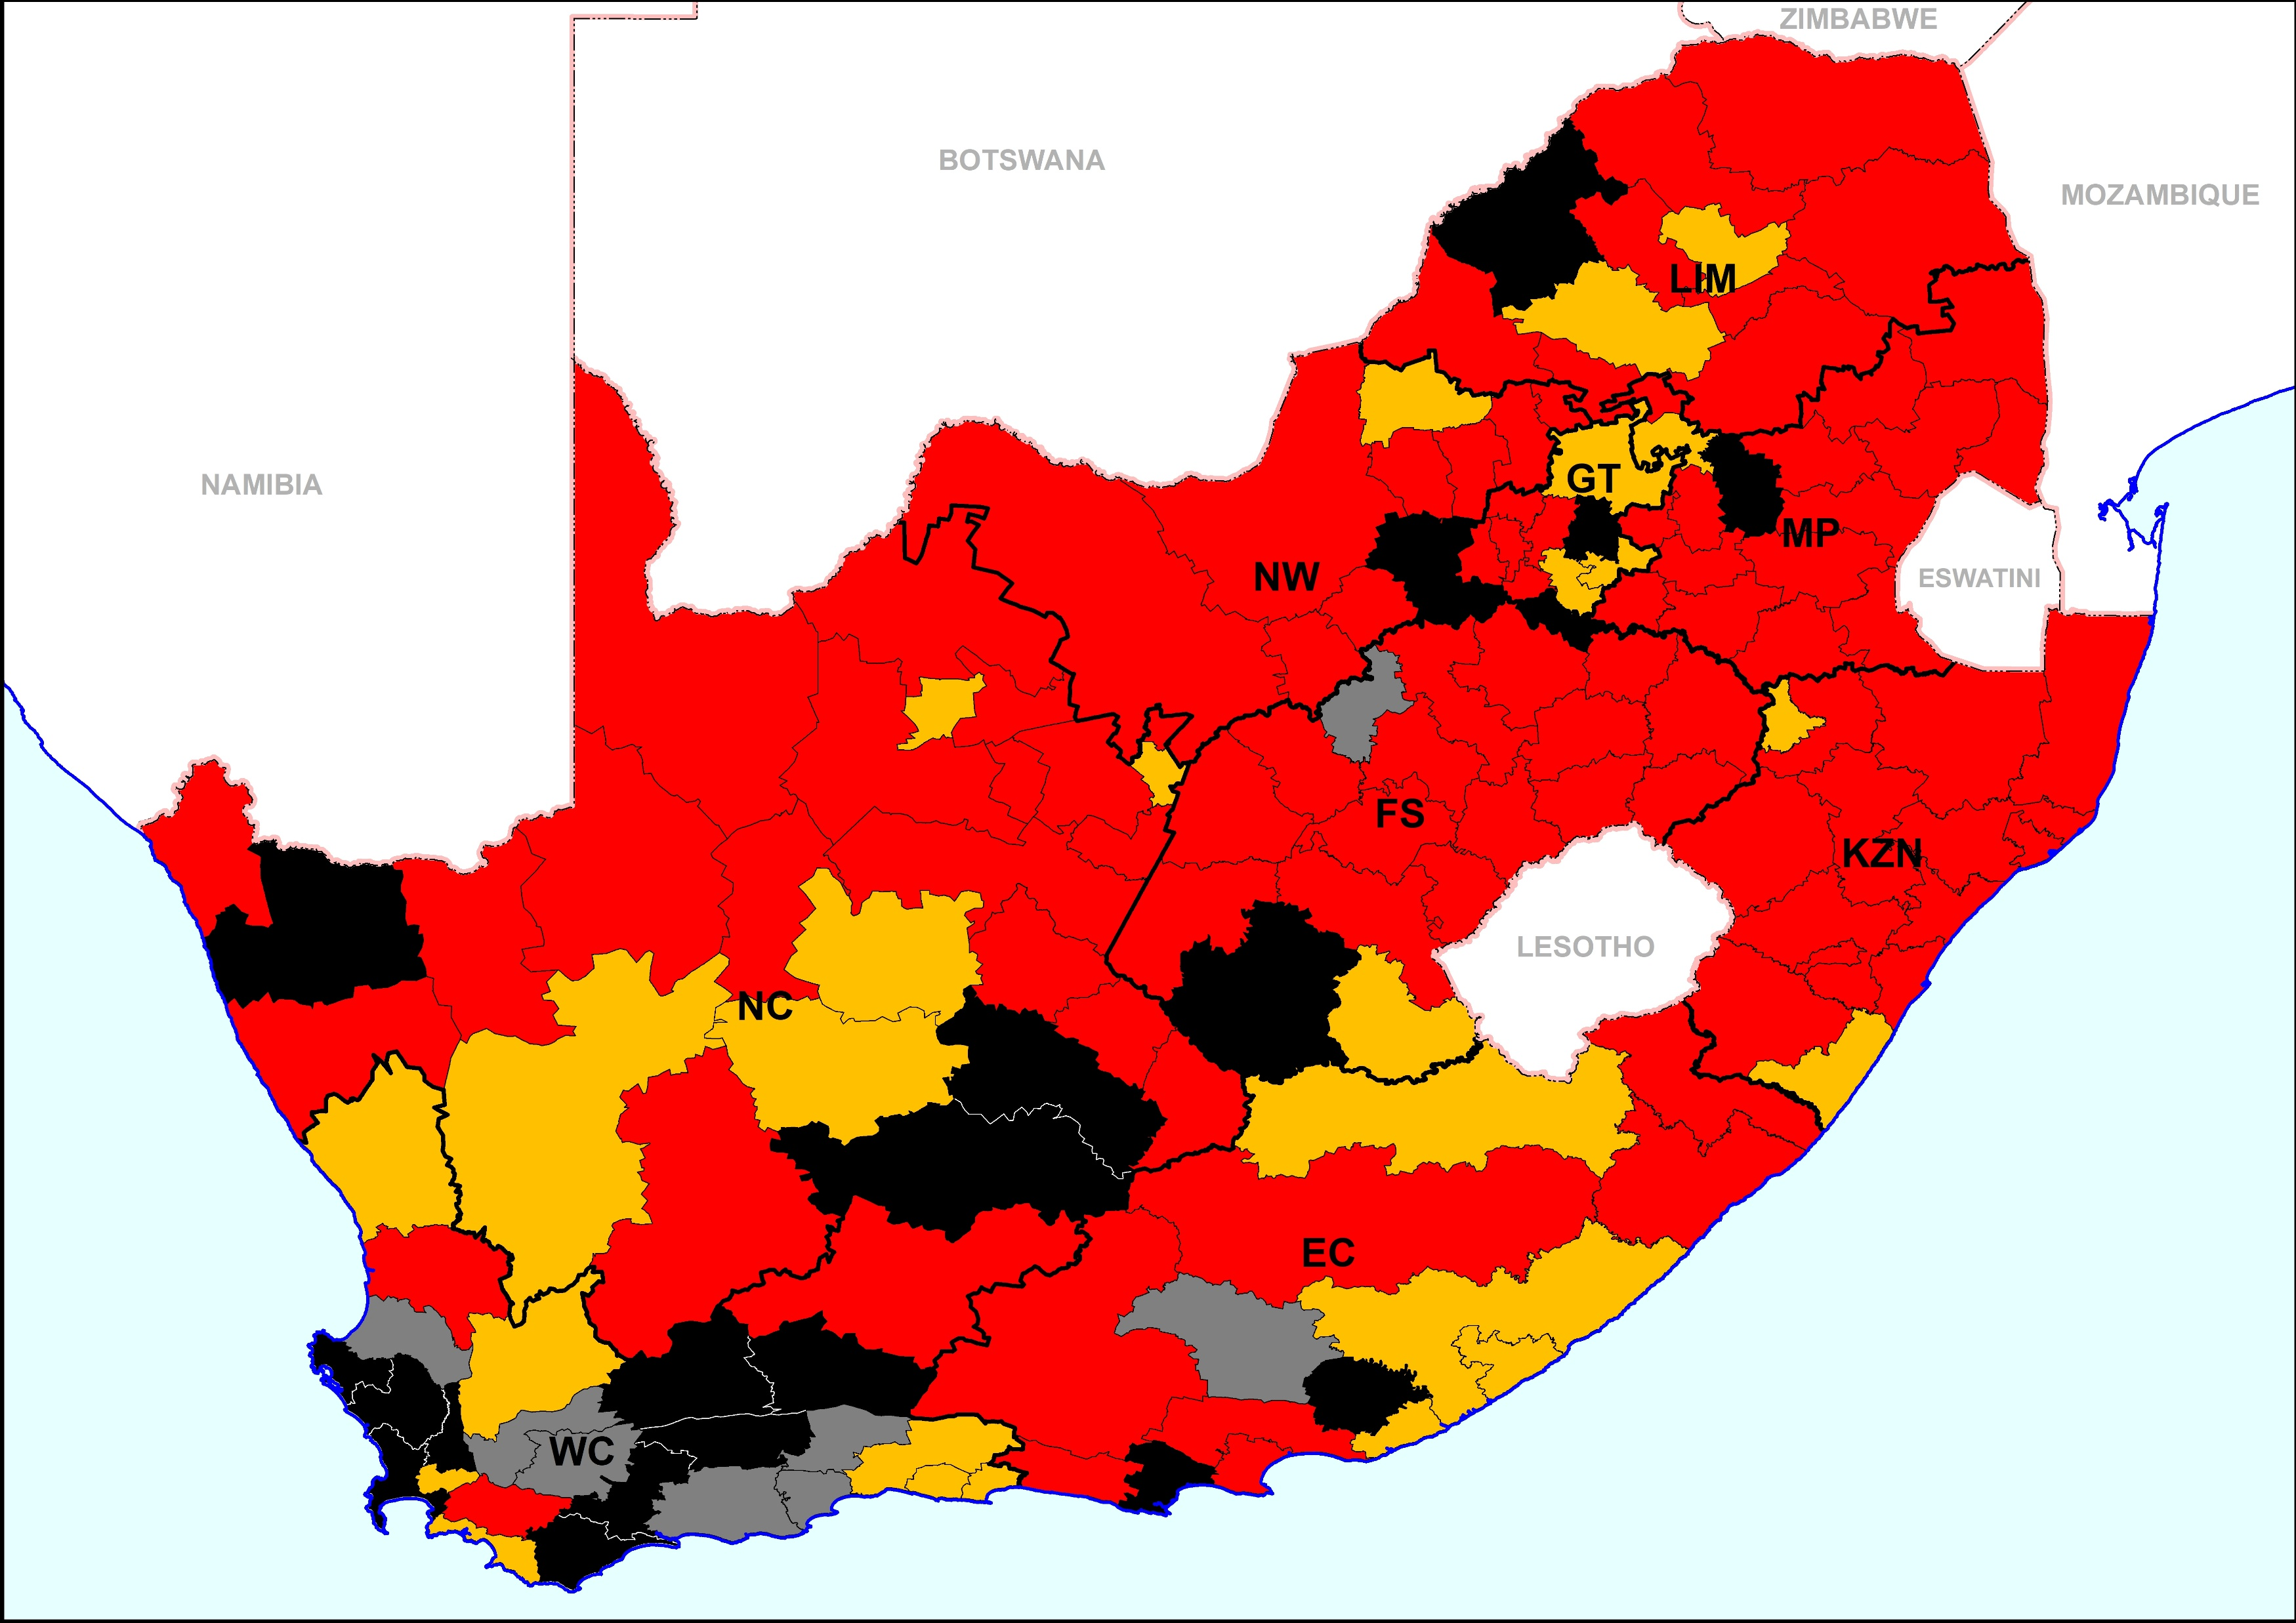 ZIMBABWE
BOTSWANA
MOZAMBIQUE
LIM
NAMIBIA
GT
MP
NW
ESWATINI
FS
KZN
LESOTHO
NC
EC
WC